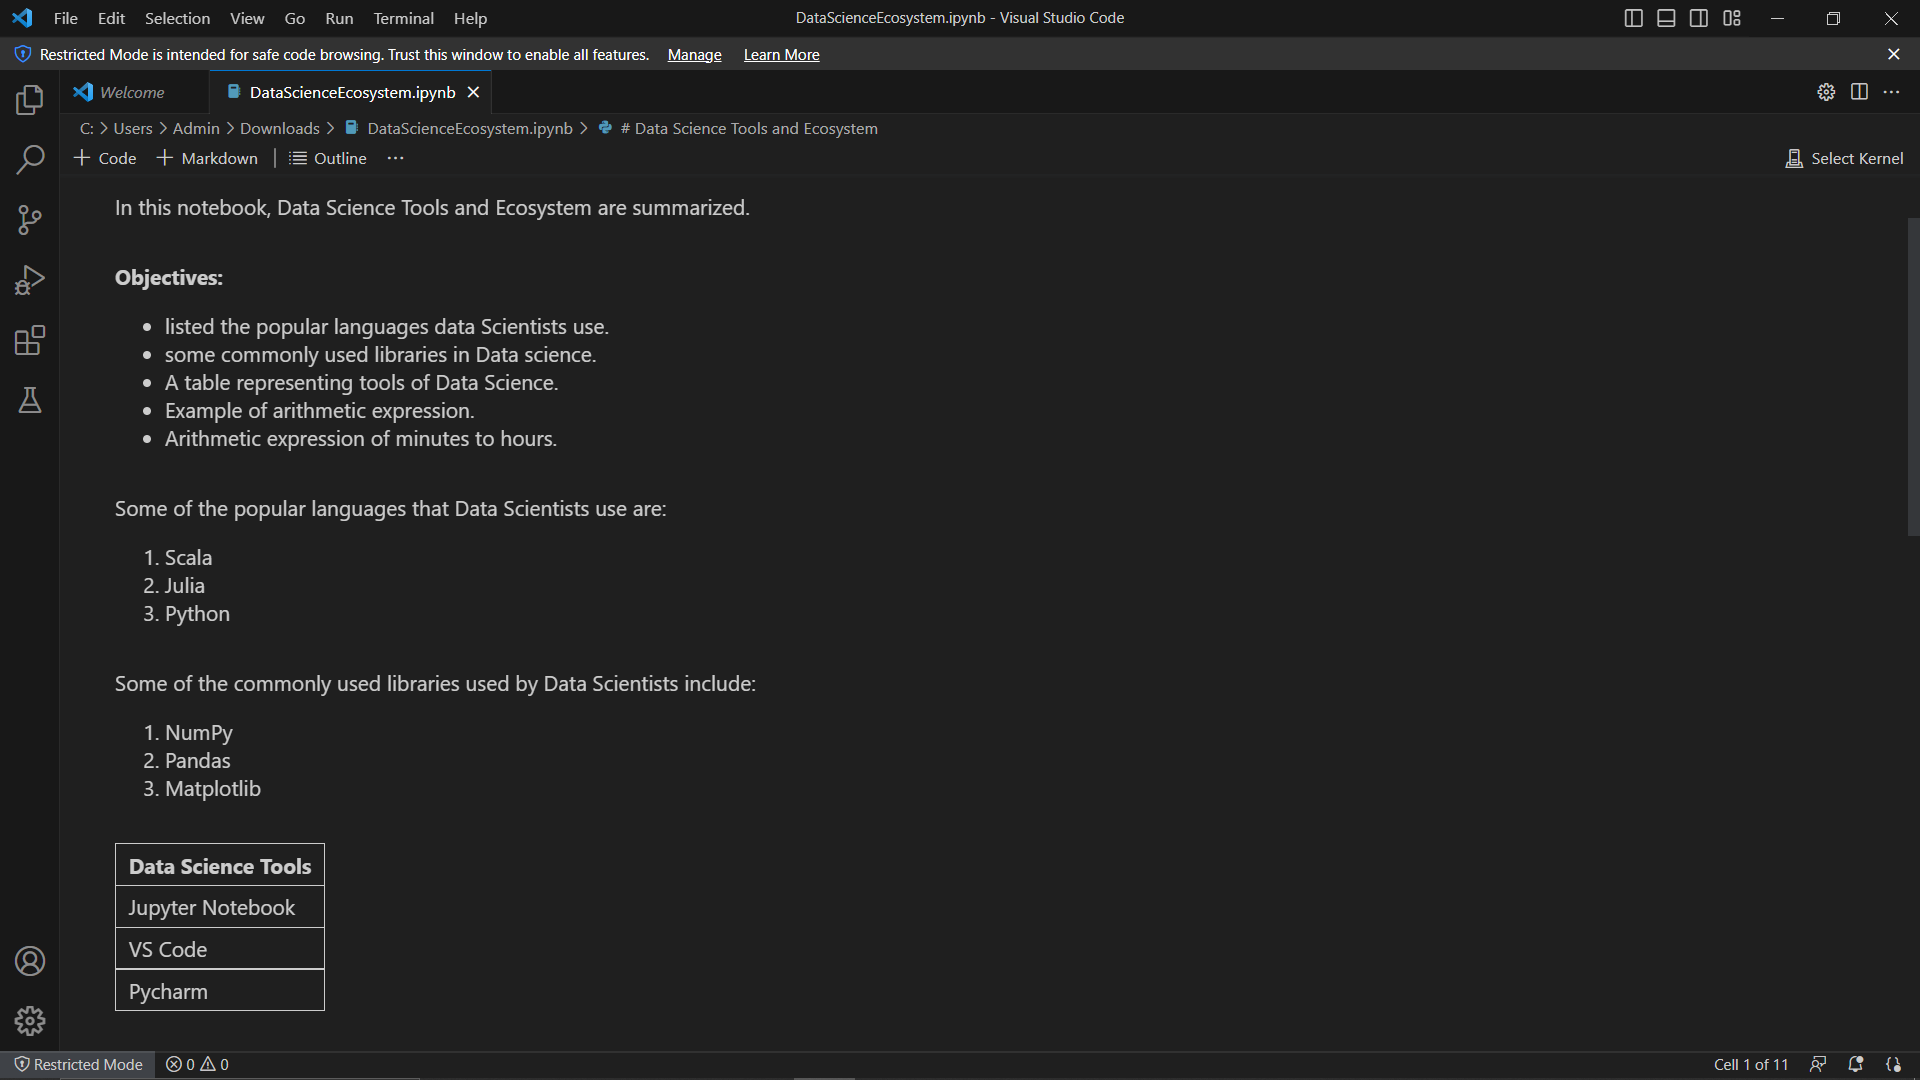 File Edit Selection View Go Run Terminal Help
DataScienceEcosystem.ipynb - Visual Studio Code
Restricted Mode is intended for safe code browsing. Trust this window to enable all features. Manage Learn More
Welcome
DataScienceEcosystem.ipynb
C: > Users > Admin > Downloads > DataScienceEcosystem.ipynb > # Data Science Tools and Ecosystem
+ Code + Markdown | Outline ···
Select Kernel
In this notebook, Data Science Tools and Ecosystem are summarized.
Objectives:
• listed the popular languages data Scientists use.
• some commonly used libraries in Data science.
• A table representing tools of Data Science.
• Example of arithmetic expression.
• Arithmetic expression of minutes to hours.
Some of the popular languages that Data Scientists use are:
1. Scala
2. Julia
3. Python
Some of the commonly used libraries used by Data Scientists include:
1. NumPy
2. Pandas
3. Matplotlib
Data Science Tools
Jupyter Notebook
VS Code
Pycharm
Restricted Mode
0 0
Cell 1 of 11